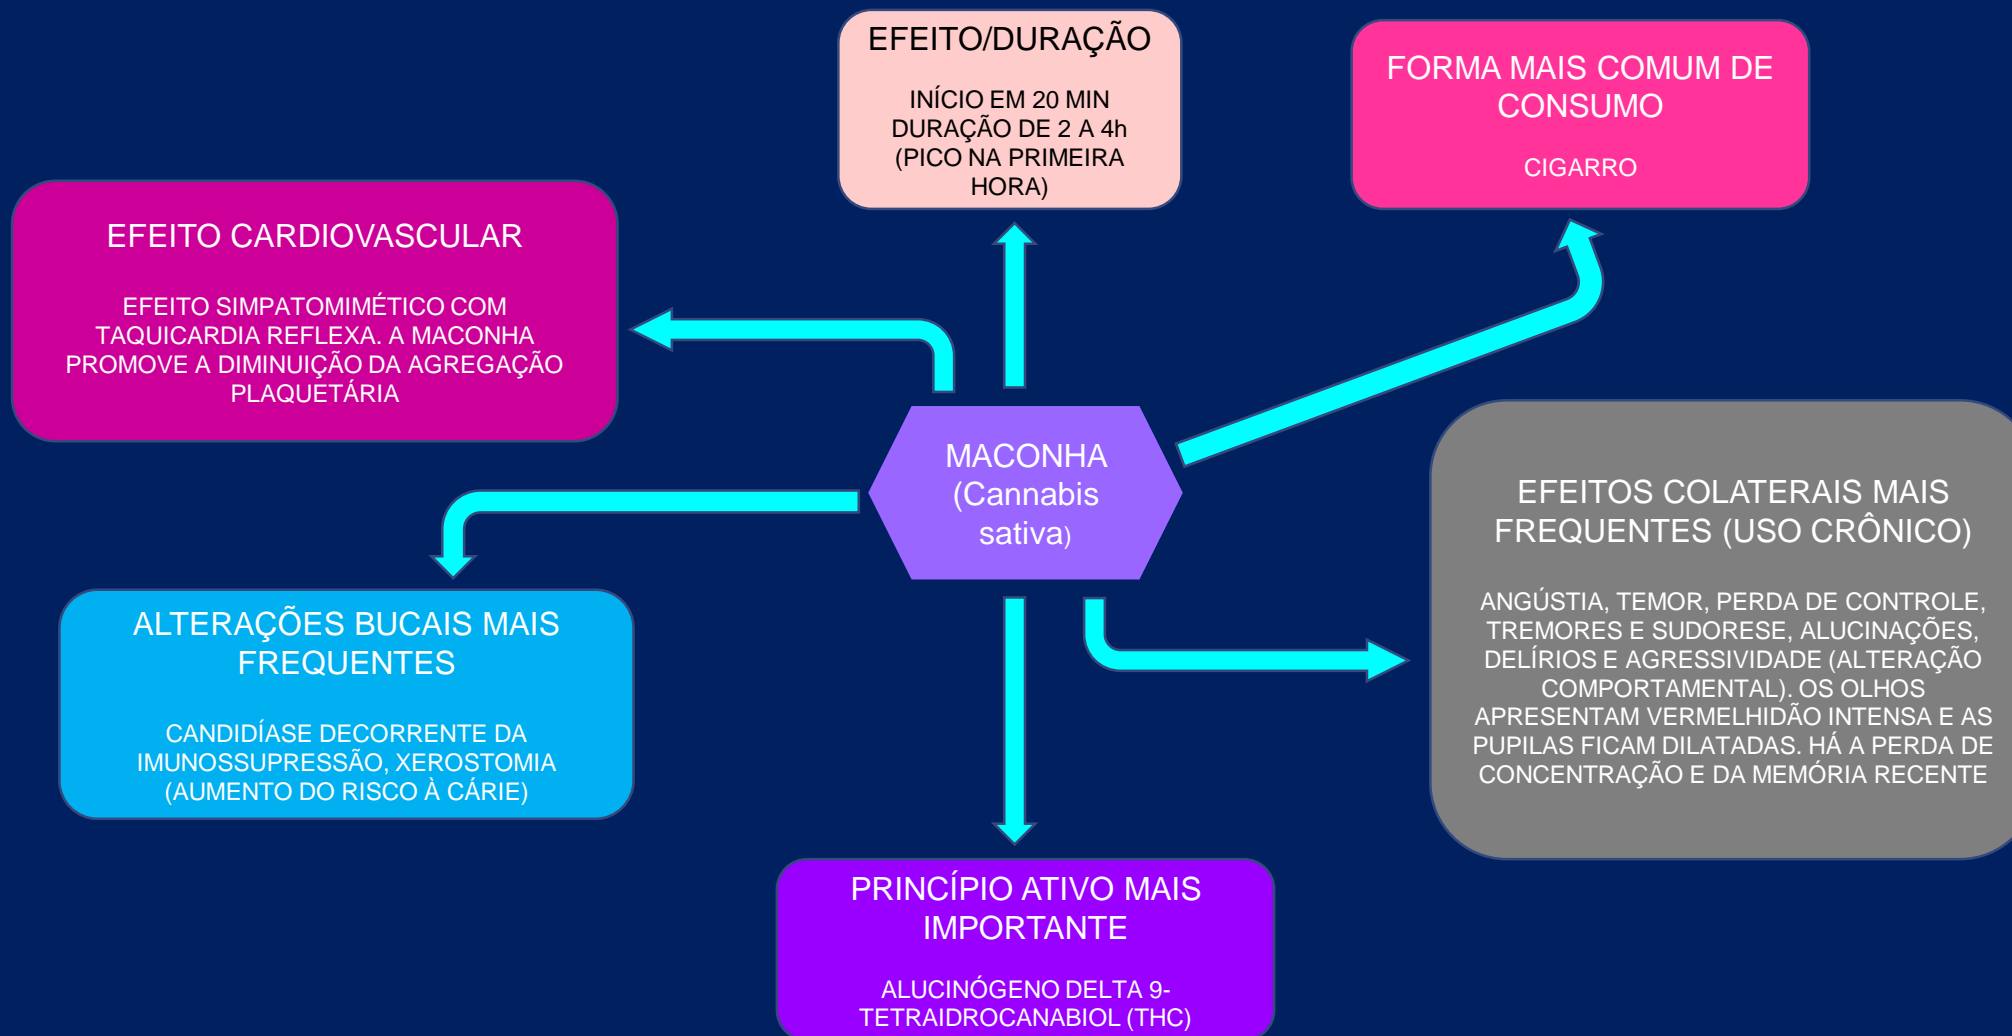 EFEITO/DURAÇÃO
INÍCIO EM 20 MIN
DURAÇÃO DE 2 A 4h
(PICO NA PRIMEIRA
HORA)
FORMA MAIS COMUM DE
CONSUMO
CIGARRO
EFEITO CARDIOVASCULAR
EFEITO SIMPATOMIMÉTICO COM
TAQUICARDIA REFLEXA. A MACONHA
PROMOVE A DIMINUIÇÃO DA AGREGAÇÃO
PLAQUETÁRIA
MACONHA
(Cannabis
sativa)
EFEITOS COLATERAIS MAIS
FREQUENTES (USO CRÔNICO)
ANGÚSTIA, TEMOR, PERDA DE CONTROLE,
TREMORES E SUDORESE, ALUCINAÇÕES,
DELÍRIOS E AGRESSIVIDADE (ALTERAÇÃO
COMPORTAMENTAL). OS OLHOS
APRESENTAM VERMELHIDÃO INTENSA E AS
PUPILAS FICAM DILATADAS. HÁ A PERDA DE
CONCENTRAÇÃO E DA MEMÓRIA RECENTE
ALTERAÇÕES BUCAIS MAIS
FREQUENTES
CANDIDÍASE DECORRENTE DA
IMUNOSSUPRESSÃO, XEROSTOMIA
(AUMENTO DO RISCO À CÁRIE)
PRINCÍPIO ATIVO MAIS
IMPORTANTE
ALUCINÓGENO DELTA 9-
TETRAIDROCANABIOL (THC)